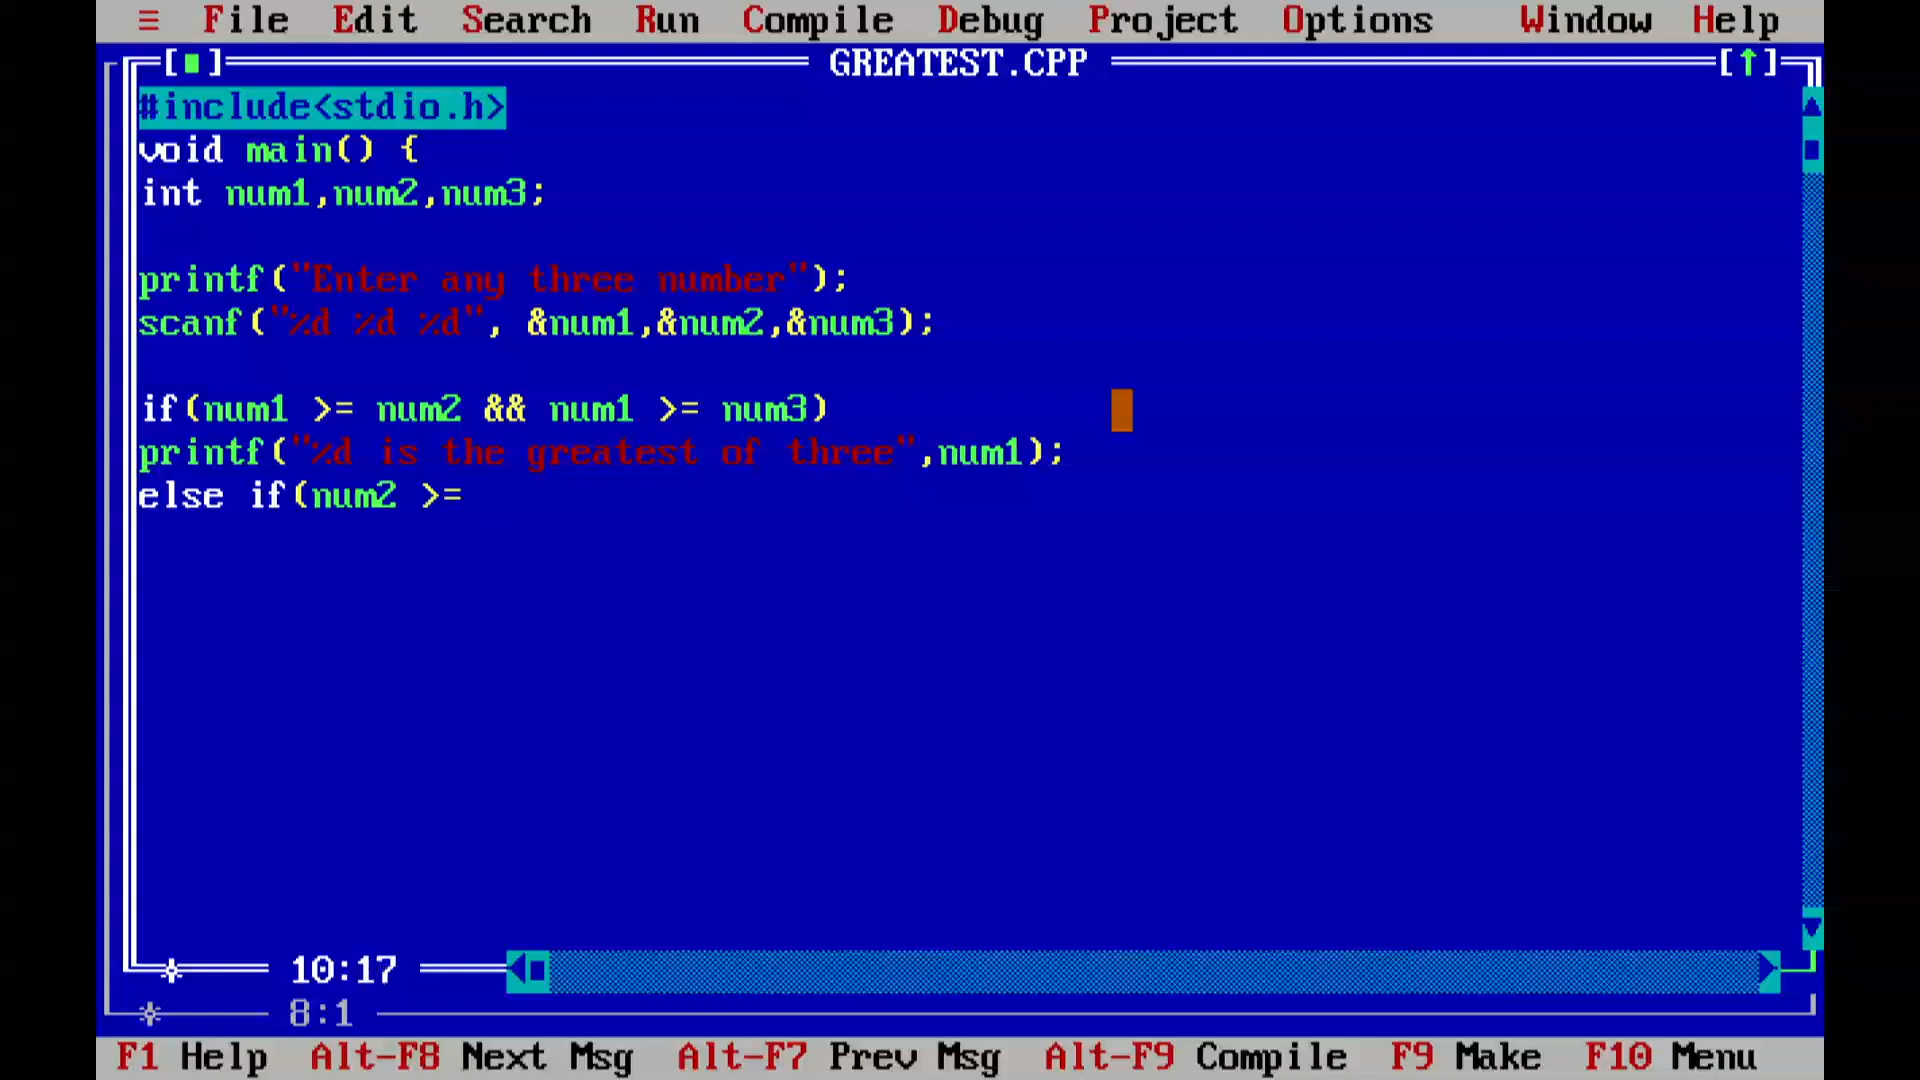 ≡ File Edit Search Run Compile Debug Project Options Window Help
[■] GREATEST.CPP [↑]
#include<stdio.h>
void main() {
int num1,num2,num3;
printf("Enter any three number");
scanf("%d %d %d", &num1,&num2,&num3);
if(num1 >= num2 && num1 >= num3)
printf("%d is the greatest of three",num1);
else if(num2 >=
10:17
8:1
F1 Help Alt-F8 Next Msg Alt-F7 Prev Msg Alt-F9 Compile F9 Make F10 Menu